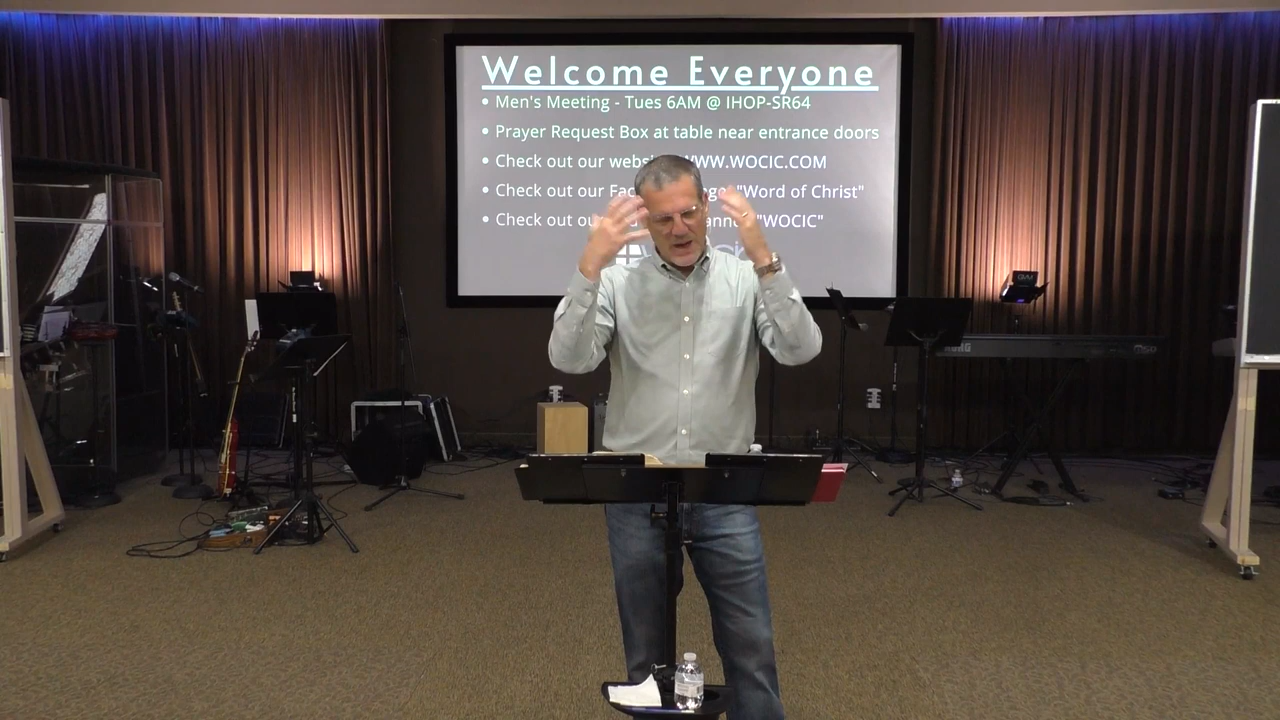 Welcome Everyone
• Men's Meeting - Tues 6AM @ IHOP-SR64
• Prayer Request Box at table near entrance doors
• Check out our WWW.WOCIC.COM
• Check out our "Word of Christ"
• Check out "WOCIC"
KORG